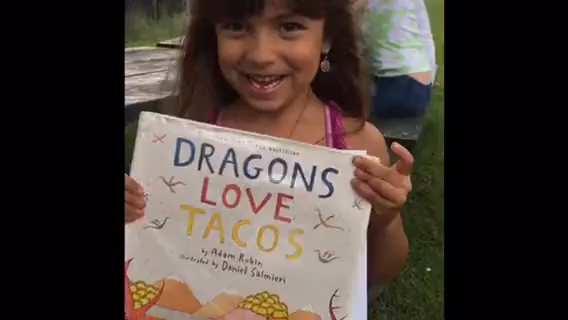 DRAGONS
LOVE
TACOS
by Adam Rubin
illustrated by Daniel Salmieri